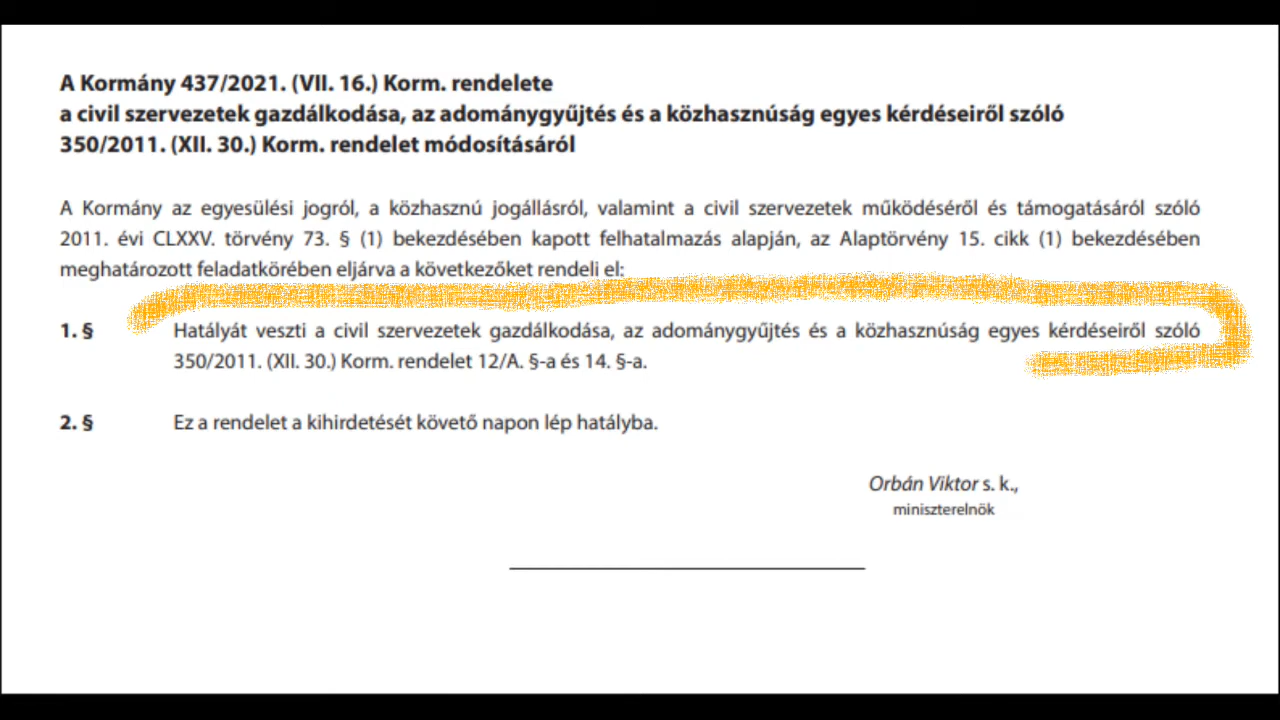 A Kormány 437/2021. (VII. 16.) Korm. rendelete
a civil szervezetek gazdálkodása, az adománygyűjtés és a közhasznúság egyes kérdéseiről szóló
350/2011. (XII. 30.) Korm. rendelet módosításáról
A Kormány az egyesülési jogról, a közhasznú jogállásról, valamint a civil szervezetek működéséről és támogatásáról szóló
2011. évi CLXXV. törvény 73. § (1) bekezdésében kapott felhatalmazás alapján, az Alaptörvény 15. cikk (1) bekezdésében
meghatározott feladatkörében eljárva a következőket rendeli el:
1. § Hatályát veszti a civil szervezetek gazdálkodása, az adománygyűjtés és a közhasznúság egyes kérdéseiről szóló
350/2011. (XII. 30.) Korm. rendelet 12/A. §-a és 14. §-a.
2. § Ez a rendelet a kihirdetését követő napon lép hatályba.
Orbán Viktor s. k.,
miniszterelnök